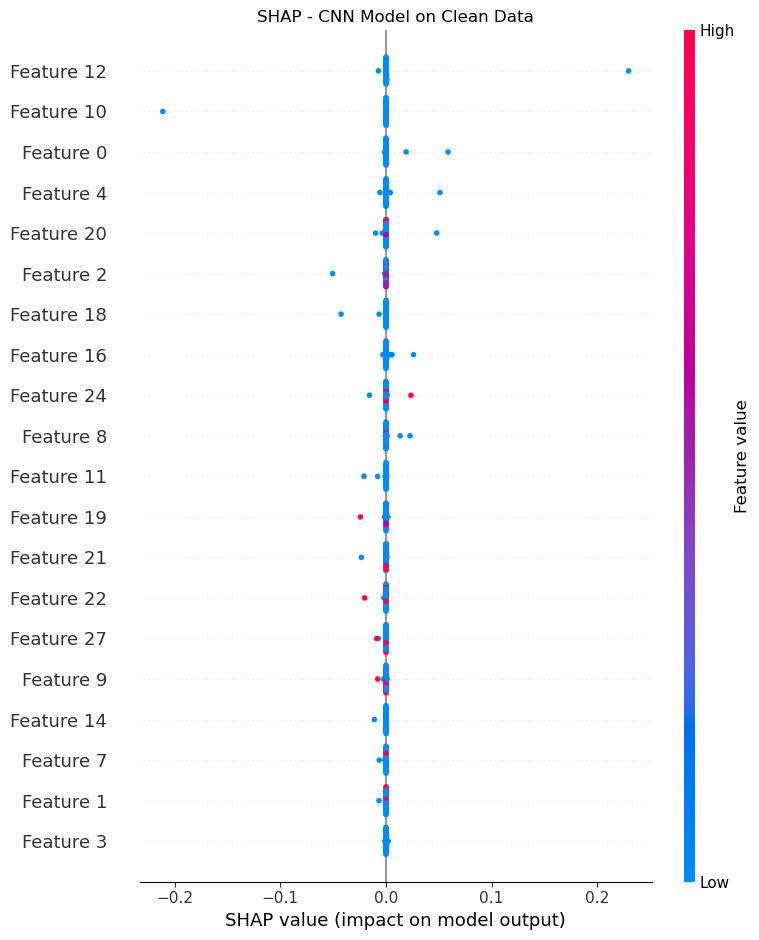 SHAP - CNN Model on Clean Data
High
Feature 12
Feature 10
Feature 0
Feature 4
Feature 20
Feature 2
Feature 18
Feature 16
Feature 24
Feature 8
Feature 11
Feature 19
Feature 21
Feature 22
Feature 27
Feature 9
Feature 14
Feature 7
Feature 1
Feature 3
Feature value
Low
−0.2 −0.1 0.0 0.1 0.2
SHAP value (impact on model output)